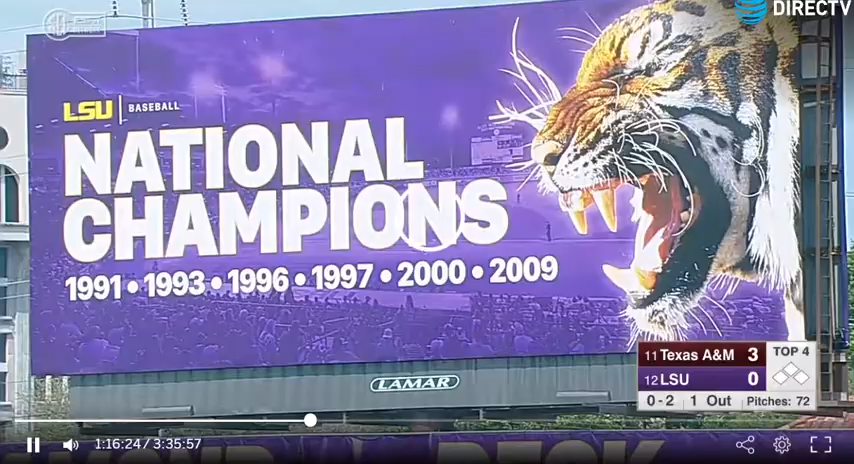 DIRECTV
LSU BASEBALL
NATIONAL
CHAMPIONS
1991 • 1993 • 1996 • 1997 • 2000 • 2009
LAMAR
11 Texas A&M 3 TOP 4
12 LSU 0
0-2 1 Out Pitches: 72
1:16:24 / 3:35:57